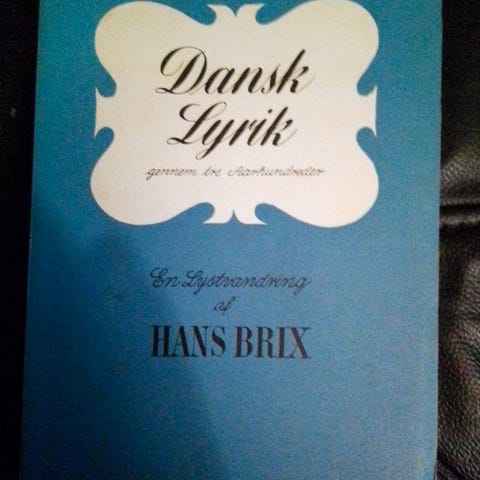 Dansk
Lyrik
gennem tre Aarhundreder
En Lystvandring
af
HANS BRIX